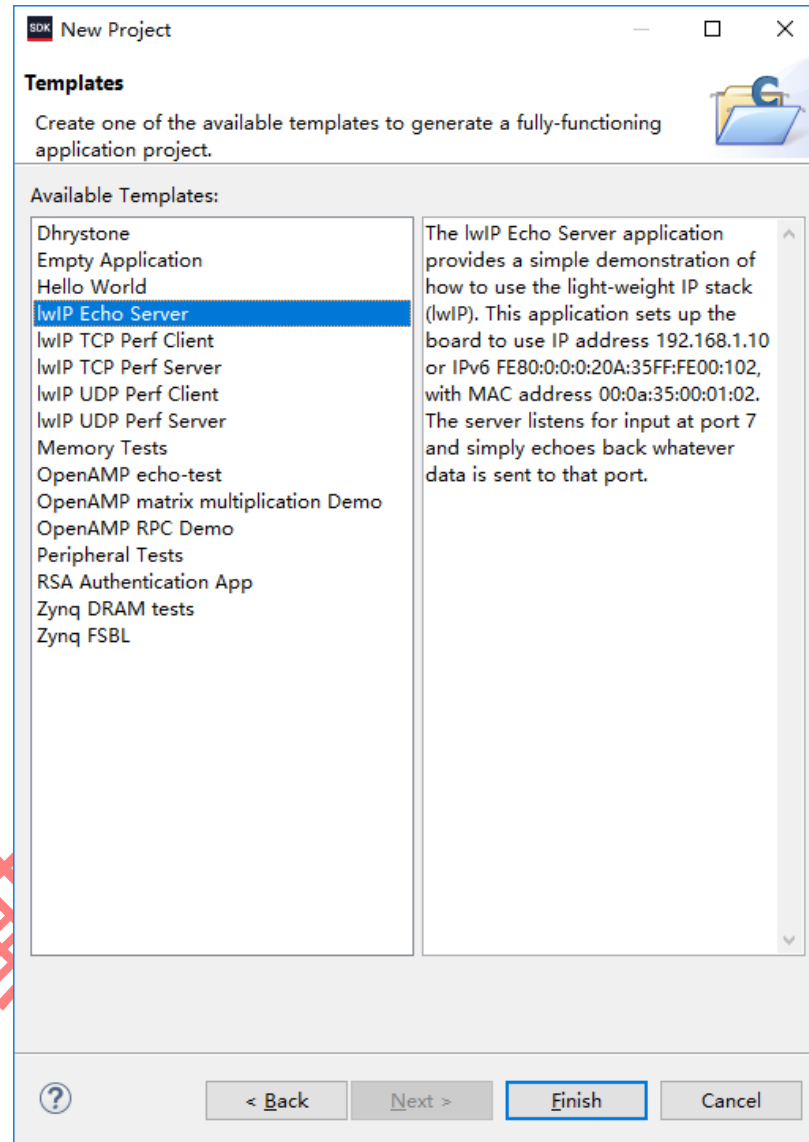 SDK New Project
Templates
Create one of the available templates to generate a fully-functioning
application project.
Available Templates:
Dhrystone
Empty Application
Hello World
lwIP Echo Server
lwIP TCP Perf Client
lwIP TCP Perf Server
lwIP UDP Perf Client
lwIP UDP Perf Server
Memory Tests
OpenAMP echo-test
OpenAMP matrix multiplication Demo
OpenAMP RPC Demo
Peripheral Tests
RSA Authentication App
Zynq DRAM tests
Zynq FSBL
The lwIP Echo Server application
provides a simple demonstration of
how to use the light-weight IP stack
(lwIP). This application sets up the
board to use IP address 192.168.1.10
or IPv6 FE80:0:0:0:20A:35FF:FE00:102,
with MAC address 00:0a:35:00:01:02.
The server listens for input at port 7
and simply echoes back whatever
data is sent to that port.
< Back
Next >
Finish
Cancel